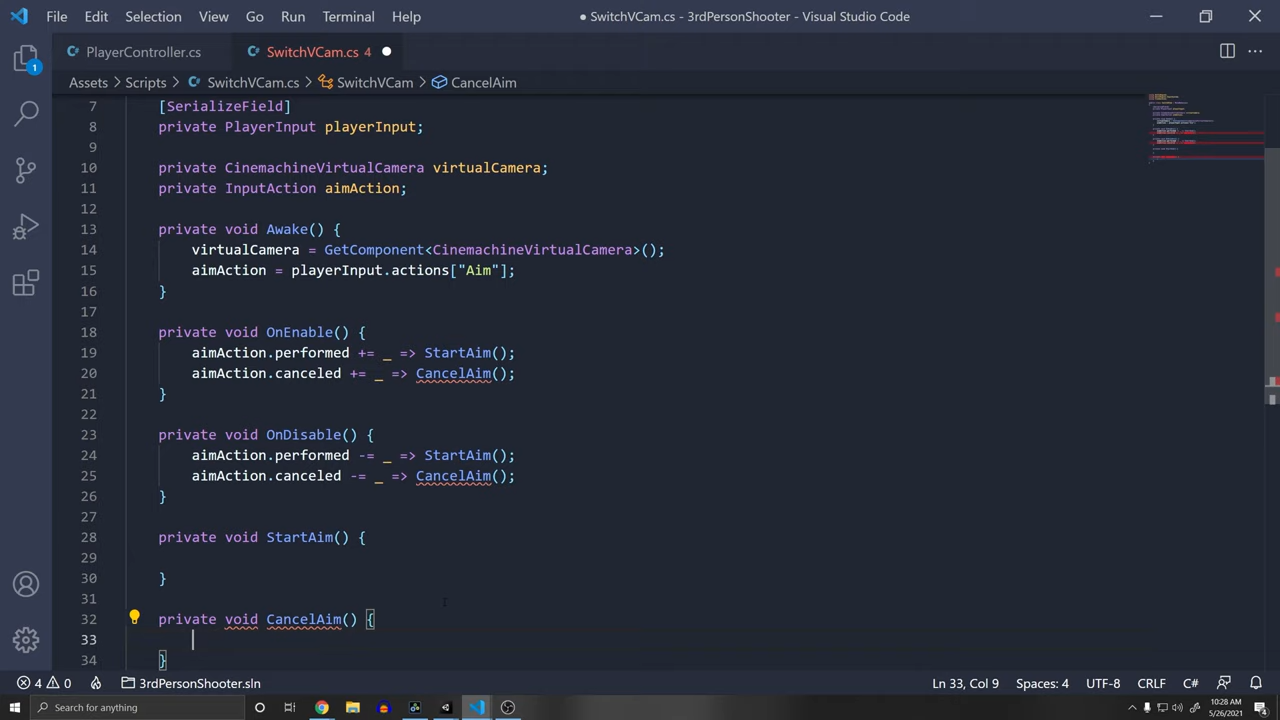 File Edit Selection View Go Run Terminal Help
● SwitchVCam.cs - 3rdPersonShooter - Visual Studio Code
PlayerController.cs SwitchVCam.cs 4
Assets > Scripts > SwitchVCam.cs > SwitchVCam > CancelAim
7 [SerializeField]
8 private PlayerInput playerInput;
9
10 private CinemachineVirtualCamera virtualCamera;
11 private InputAction aimAction;
12
13 private void Awake() {
14 virtualCamera = GetComponent<CinemachineVirtualCamera>();
15 aimAction = playerInput.actions["Aim"];
16 }
17
18 private void OnEnable() {
19 aimAction.performed += _ => StartAim();
20 aimAction.canceled += _ => CancelAim();
21 }
22
23 private void OnDisable() {
24 aimAction.performed -= _ => StartAim();
25 aimAction.canceled -= _ => CancelAim();
26 }
27
28 private void StartAim() {
29
30 }
31
32 private void CancelAim() {
33
34 }
1
4 0 3rdPersonShooter.sln Ln 33, Col 9 Spaces: 4 UTF-8 CRLF C#
Search for anything
10:28 AM
5/26/2021
4